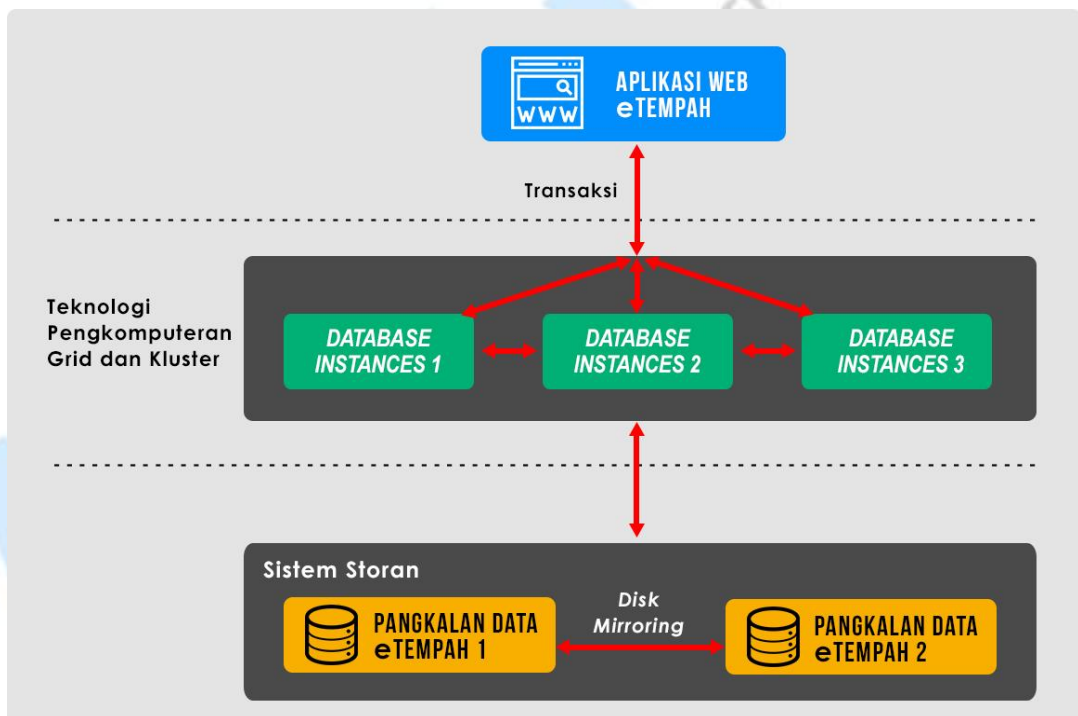 WWW
APLIKASI WEB
eTEMPAH
Transaksi
Teknologi
Pengkomputeran
Grid dan Kluster
DATABASE
INSTANCES 1
DATABASE
INSTANCES 2
DATABASE
INSTANCES 3
Sistem Storan
PANGKALAN DATA
eTEMPAH 1
Disk
Mirroring
PANGKALAN DATA
eTEMPAH 2